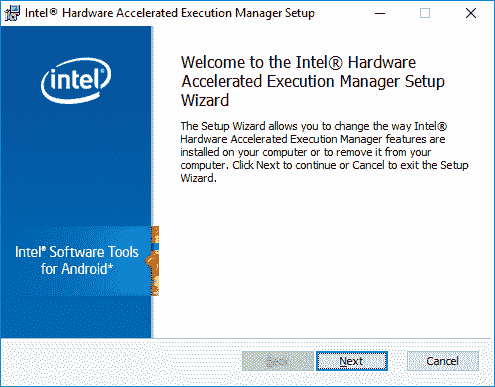 Intel® Hardware Accelerated Execution Manager Setup
intel
Welcome to the Intel® Hardware
Accelerated Execution Manager Setup
Wizard
The Setup Wizard allows you to change the way Intel®
Hardware Accelerated Execution Manager features are
installed on your computer or to remove it from your
computer. Click Next to continue or Cancel to exit the Setup
Wizard.
Intel® Software Tools
for Android*
Back Next Cancel